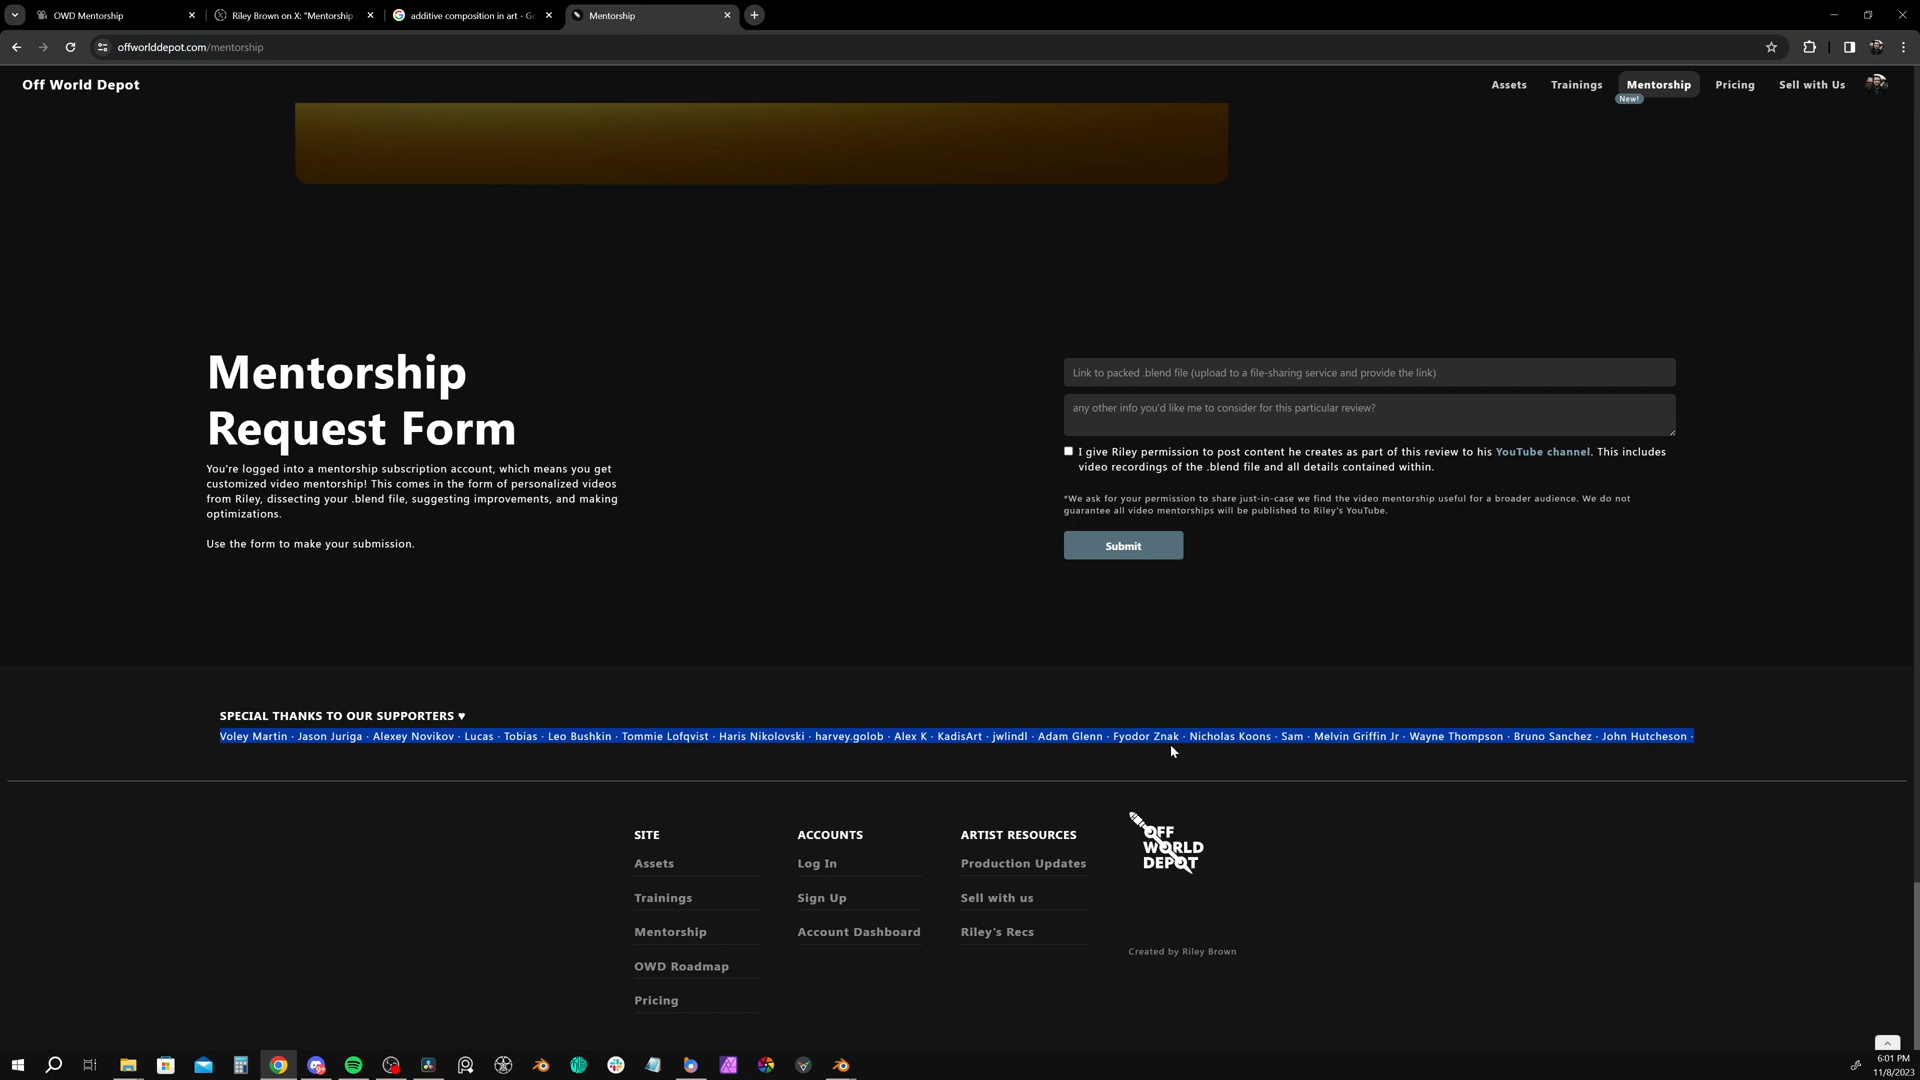 OWD Mentorship
Riley Brown on X: "Mentorship
additive composition in art - Go
Mentorship
offworlddepot.com/mentorship
Off World Depot
Assets
Trainings
Mentorship
New!
Pricing
Sell with Us
Mentorship
Request Form
You're logged into a mentorship subscription account, which means you get
customized video mentorship! This comes in the form of personalized videos
from Riley, dissecting your .blend file, suggesting improvements, and making
optimizations.
Use the form to make your submission.
Link to packed .blend file (upload to a file-sharing service and provide the link)
any other info you'd like me to consider for this particular review?
I give Riley permission to post content he creates as part of this review to his YouTube channel. This includes
video recordings of the .blend file and all details contained within.
*We ask for your permission to share just-in-case we find the video mentorship useful for a broader audience. We do not
guarantee all video mentorships will be published to Riley's YouTube.
Submit
SPECIAL THANKS TO OUR SUPPORTERS ♥
Voley Martin · Jason Juriga · Alexey Novikov · Lucas · Tobias · Leo Bushkin · Tommie Lofqvist · Haris Nikolovski · harvey.golob · Alex K · KadisArt · jwlindl · Adam Glenn · Fyodor Znak · Nicholas Koons · Sam · Melvin Griffin Jr · Wayne Thompson · Bruno Sanchez · John Hutcheson ·
SITE
Assets
Trainings
Mentorship
OWD Roadmap
Pricing
ACCOUNTS
Log In
Sign Up
Account Dashboard
ARTIST RESOURCES
Production Updates
Sell with us
Riley's Recs
OFF
WORLD
DEPOT
Created by Riley Brown
6:01 PM
11/8/2023